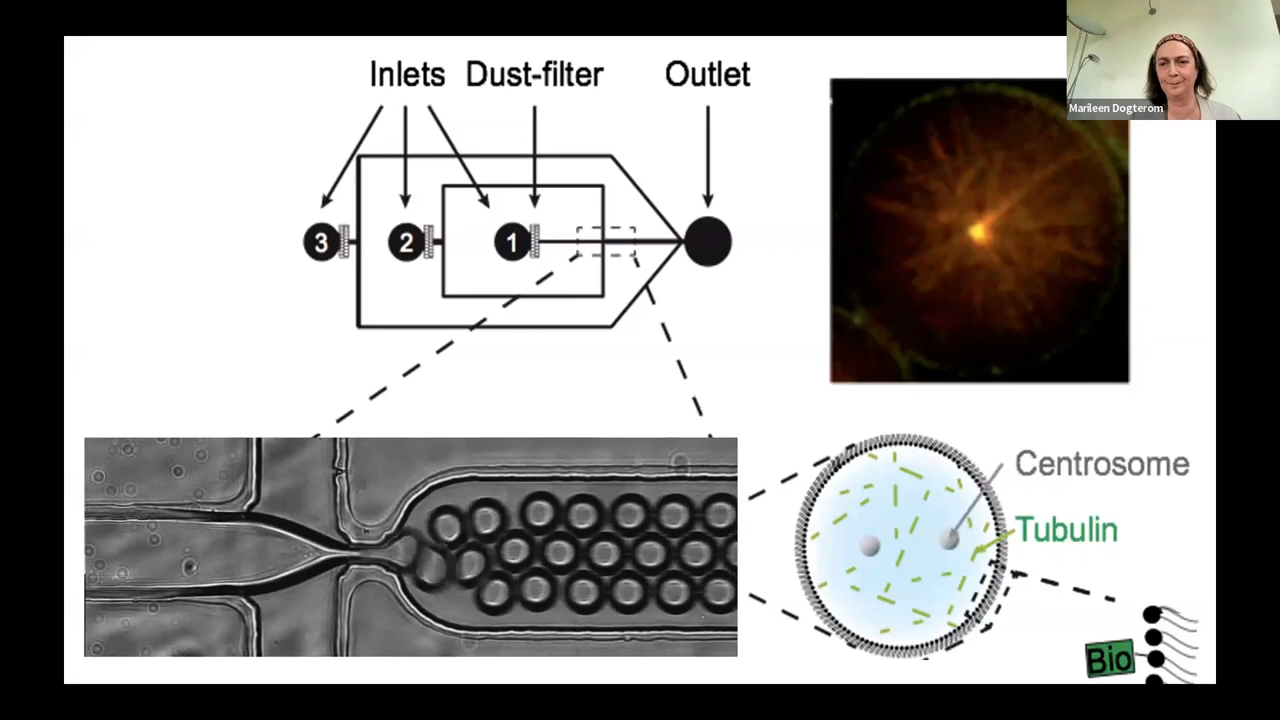 Inlets Dust-filter Outlet
Marileen Dogterom
3 2 1
Centrosome
Tubulin
Bio